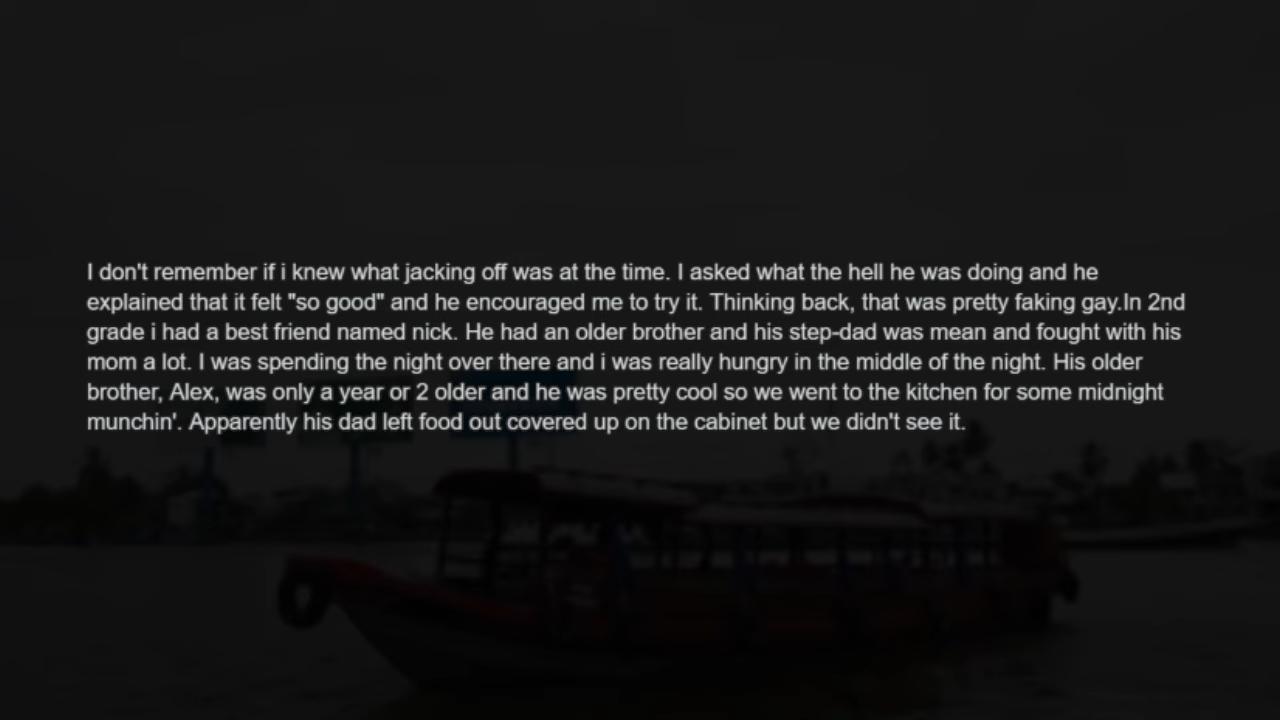 I don't remember if i knew what jacking off was at the time. I asked what the hell he was doing and he
explained that it felt "so good" and he encouraged me to try it. Thinking back, that was pretty faking gay.In 2nd
grade i had a best friend named nick. He had an older brother and his step-dad was mean and fought with his
mom a lot. I was spending the night over there and i was really hungry in the middle of the night. His older
brother, Alex, was only a year or 2 older and he was pretty cool so we went to the kitchen for some midnight
munchin'. Apparently his dad left food out covered up on the cabinet but we didn't see it.